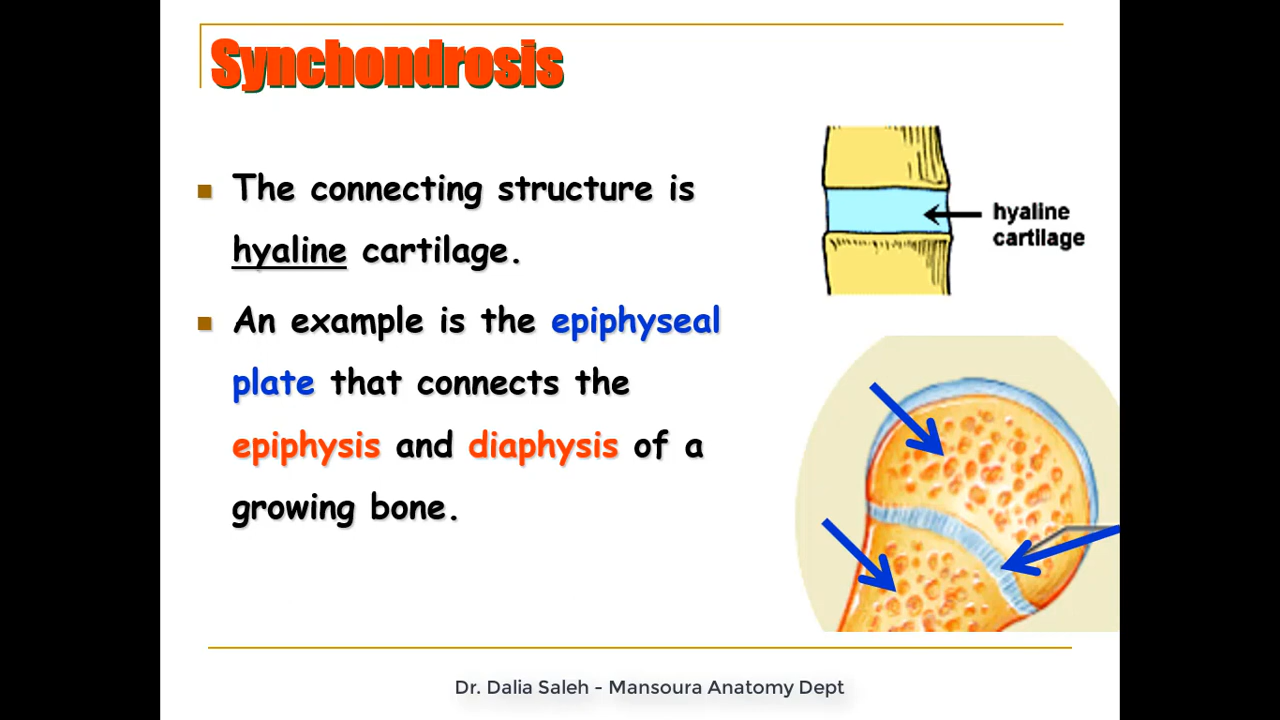 Synchondrosis
The connecting structure is
hyaline cartilage.
An example is the epiphyseal
plate that connects the
epiphysis and diaphysis of a
growing bone.
hyaline
cartilage
Dr. Dalia Saleh - Mansoura Anatomy Dept